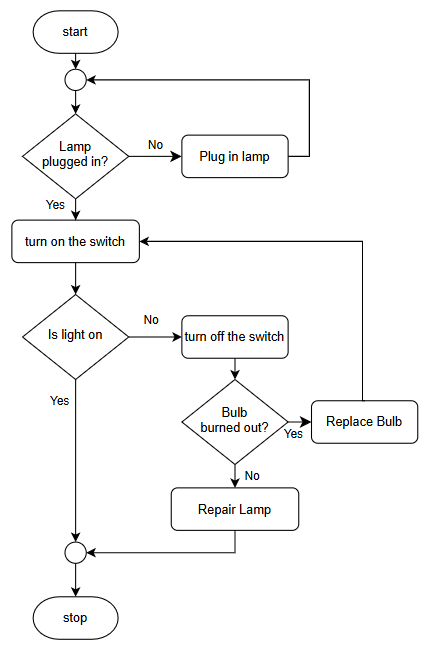 start
Lamp
plugged in?
No
Plug in lamp
Yes
turn on the switch
Is light on
No
turn off the switch
Yes
Bulb
burned out?
Yes
Replace Bulb
No
Repair Lamp
stop